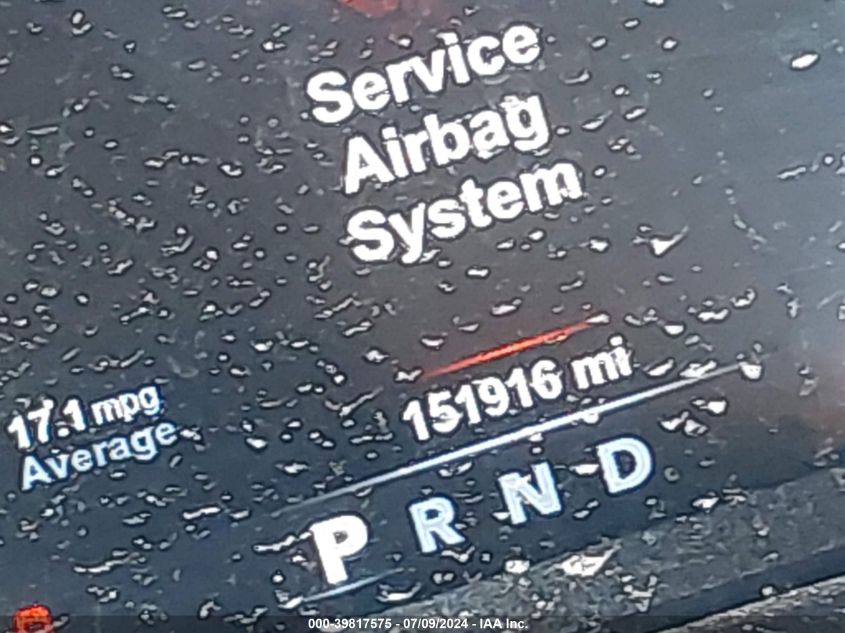 Service
Airbag
System
151916 mi
17.1 mpg
Average
P R N D
000-39817575 - 07/09/2024 - IAA Inc.